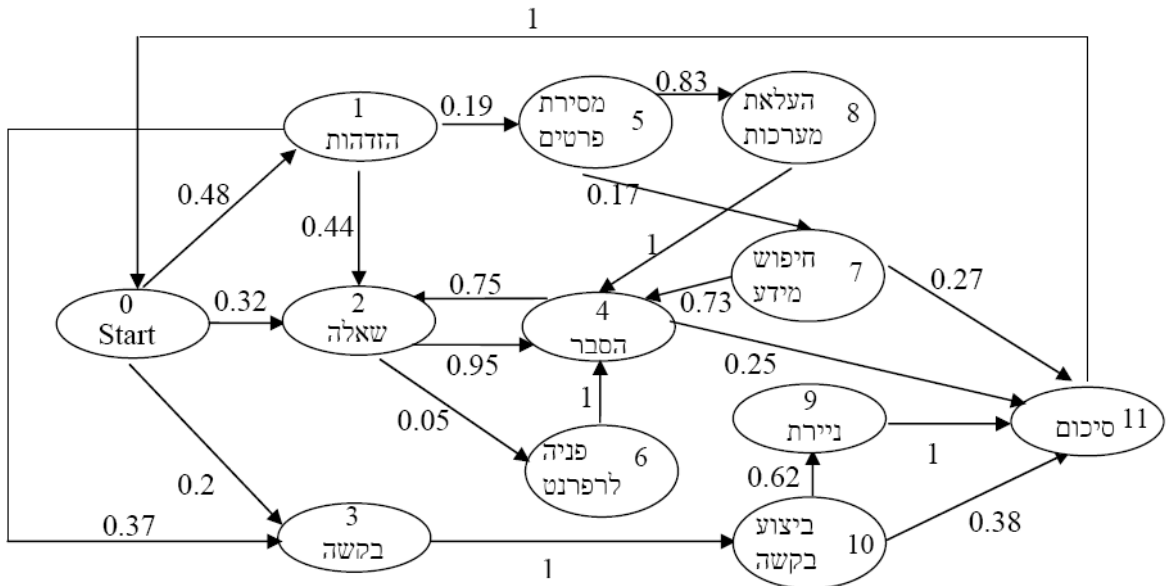 1
1
הזדהות
0.19
מסירת
פרטים
5
0.83
העלאת
מערכות
8
0.48
0.44
0.17
1
חיפוש
מידע
7
0.27
0
Start
0.32
2
שאלה
0.75
0.95
4
הסבר
0.73
0.25
0.05
1
פניה
לרפרנט
6
9
ניירת
1
סיכום
11
0.2
0.37
3
בקשה
1
0.62
ביצוע
בקשה
10
0.38